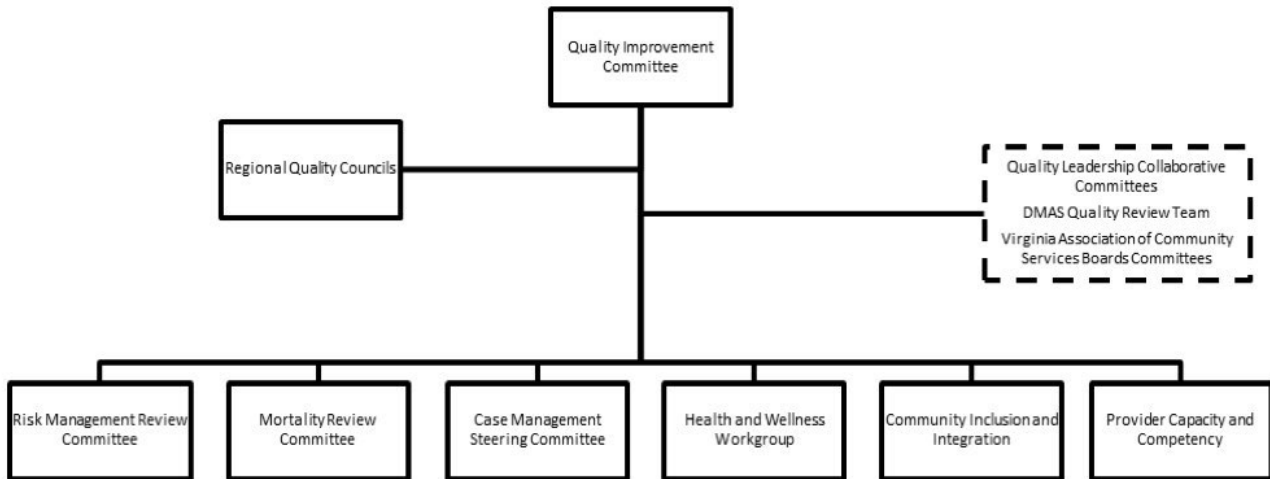 Quality Improvement
Committee
Regional Quality Councils
Quality Leadership Collaborative
Committees
DMAS Quality Review Team
Virginia Association of Community
Services Boards Committees
Risk Management Review
Committee
Mortality Review
Committee
Case Management
Steering Committee
Health and Wellness
Workgroup
Community Inclusion and
Integration
Provider Capacity and
Competency